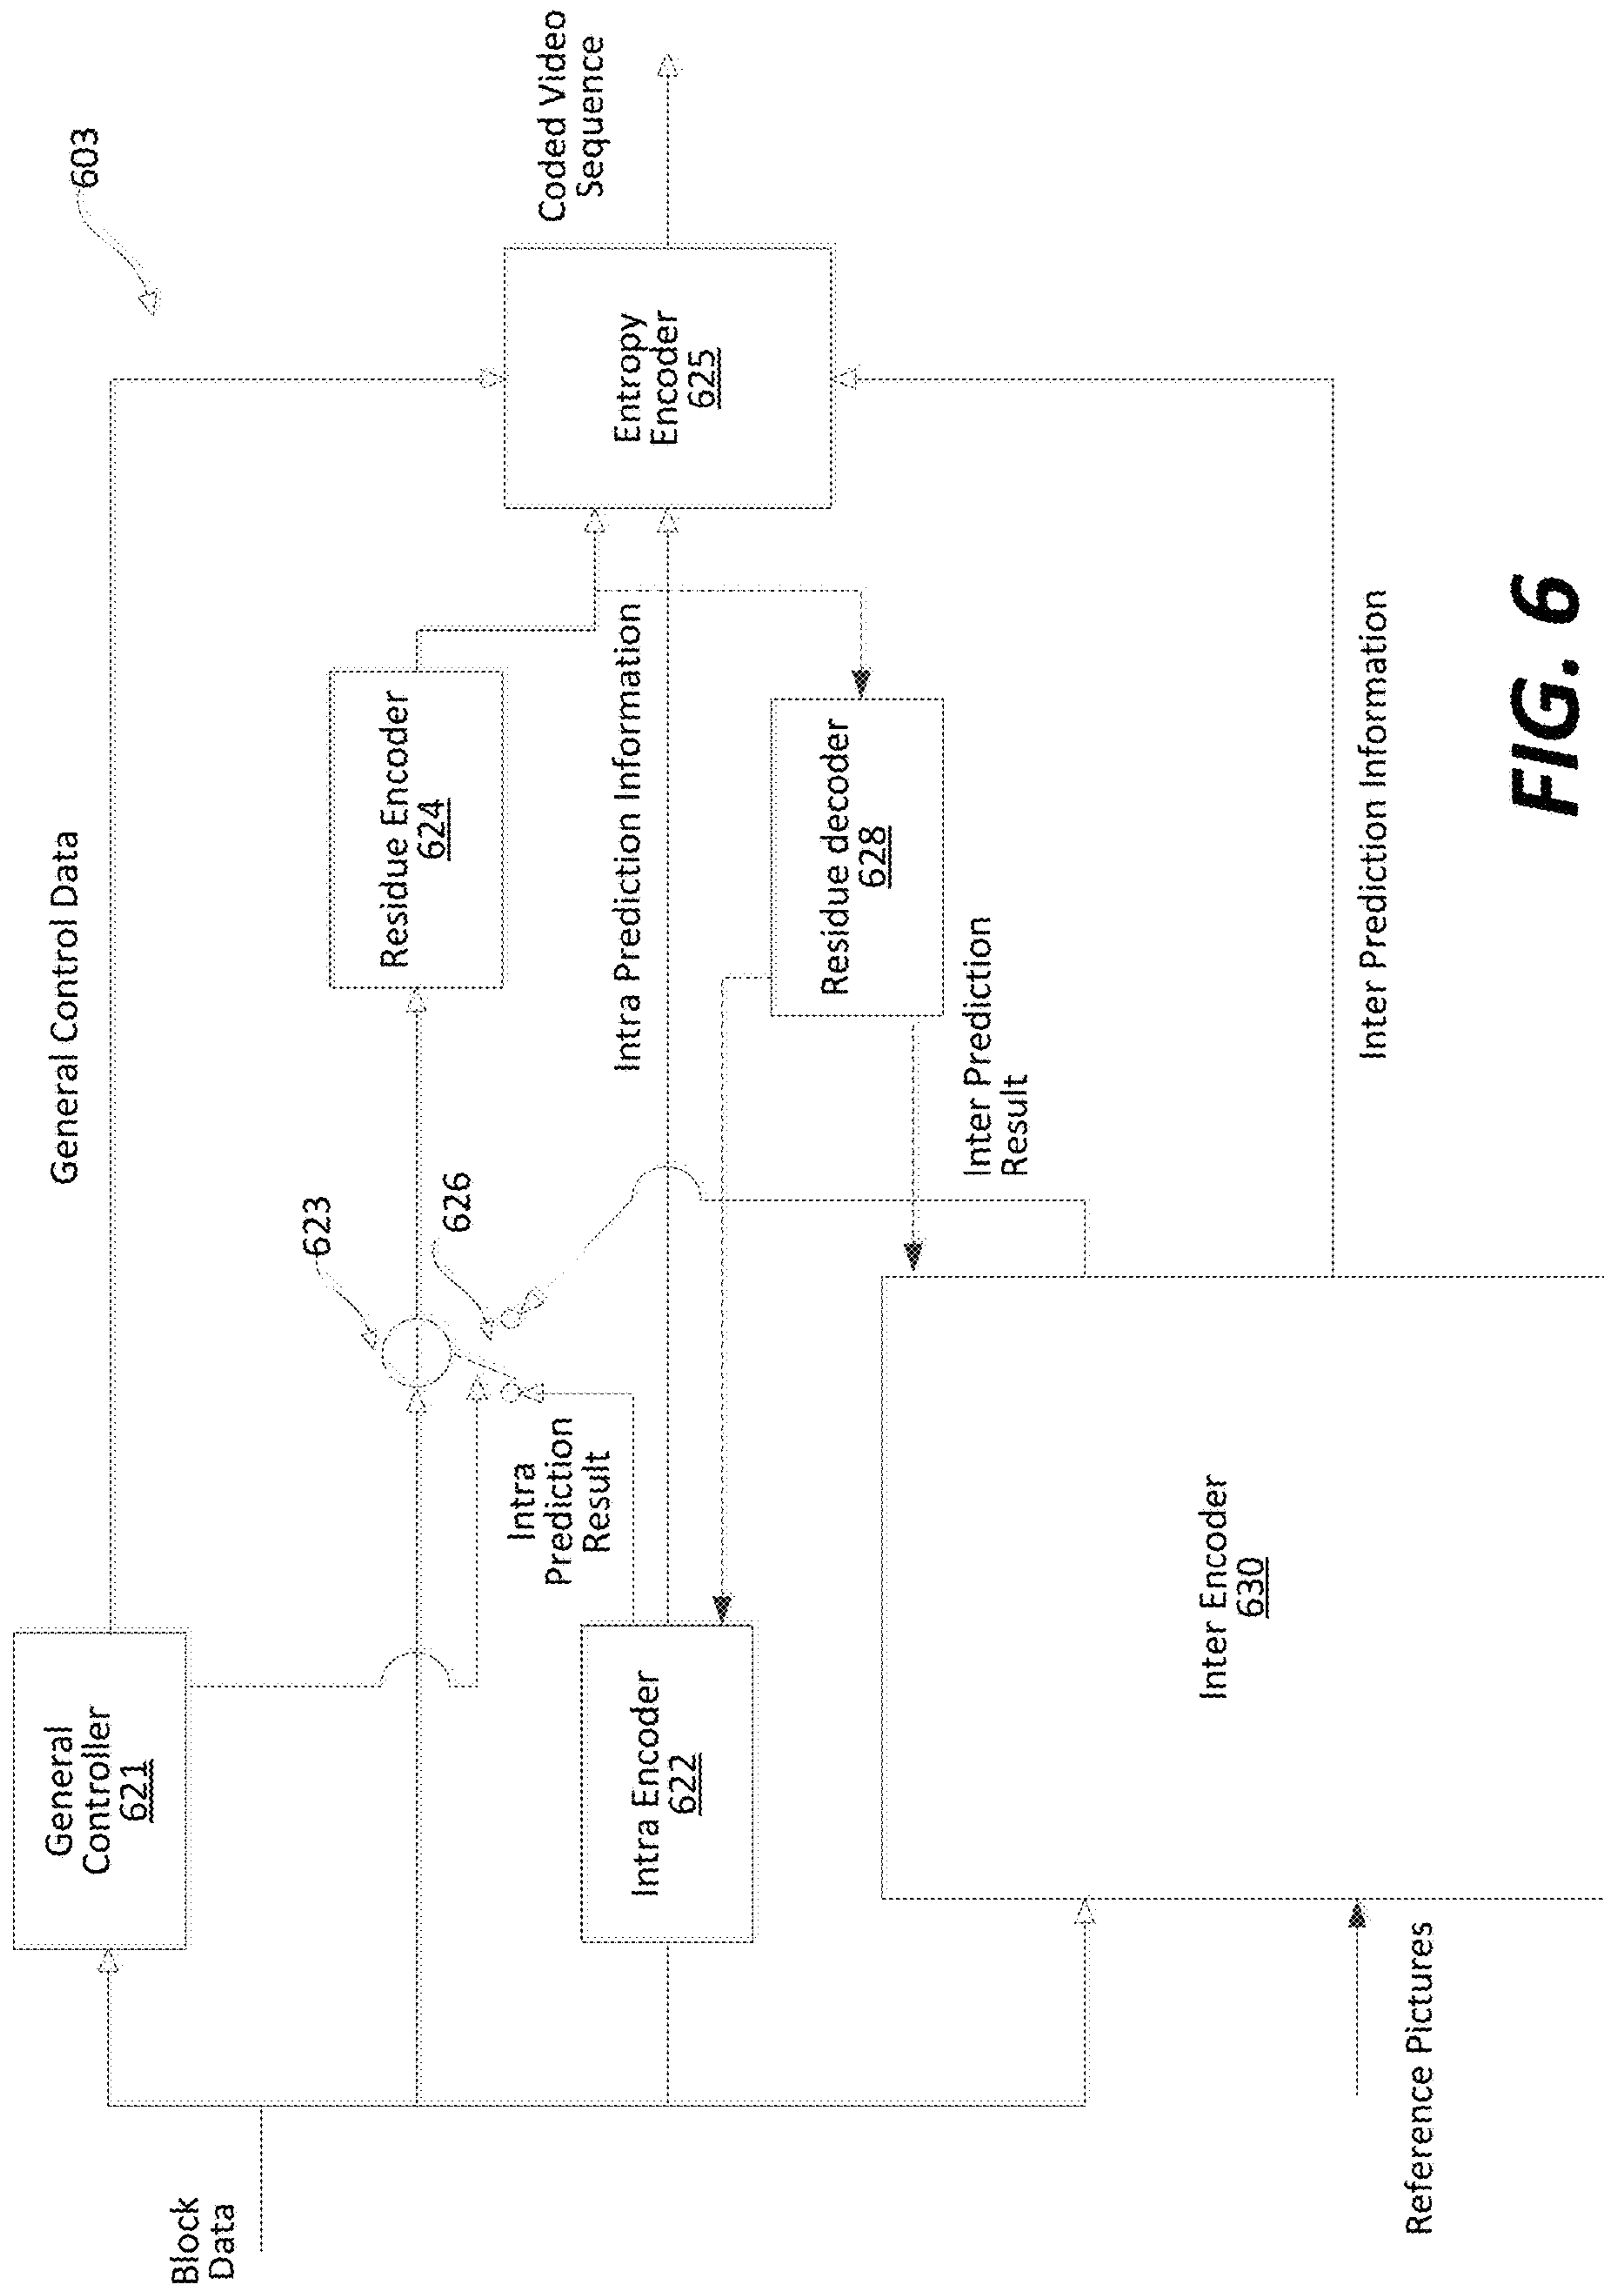 603
General Control Data
General
Controller
621
623
626
Residue Encoder
624
Entropy
Encoder
625
Coded Video
Sequence
Block
Data
Intra
Prediction
Result
Intra Prediction Information
Intra Encoder
622
Residue decoder
628
Inter Prediction
Result
Inter Encoder
630
Inter Prediction Information
Reference Pictures
FIG. 6